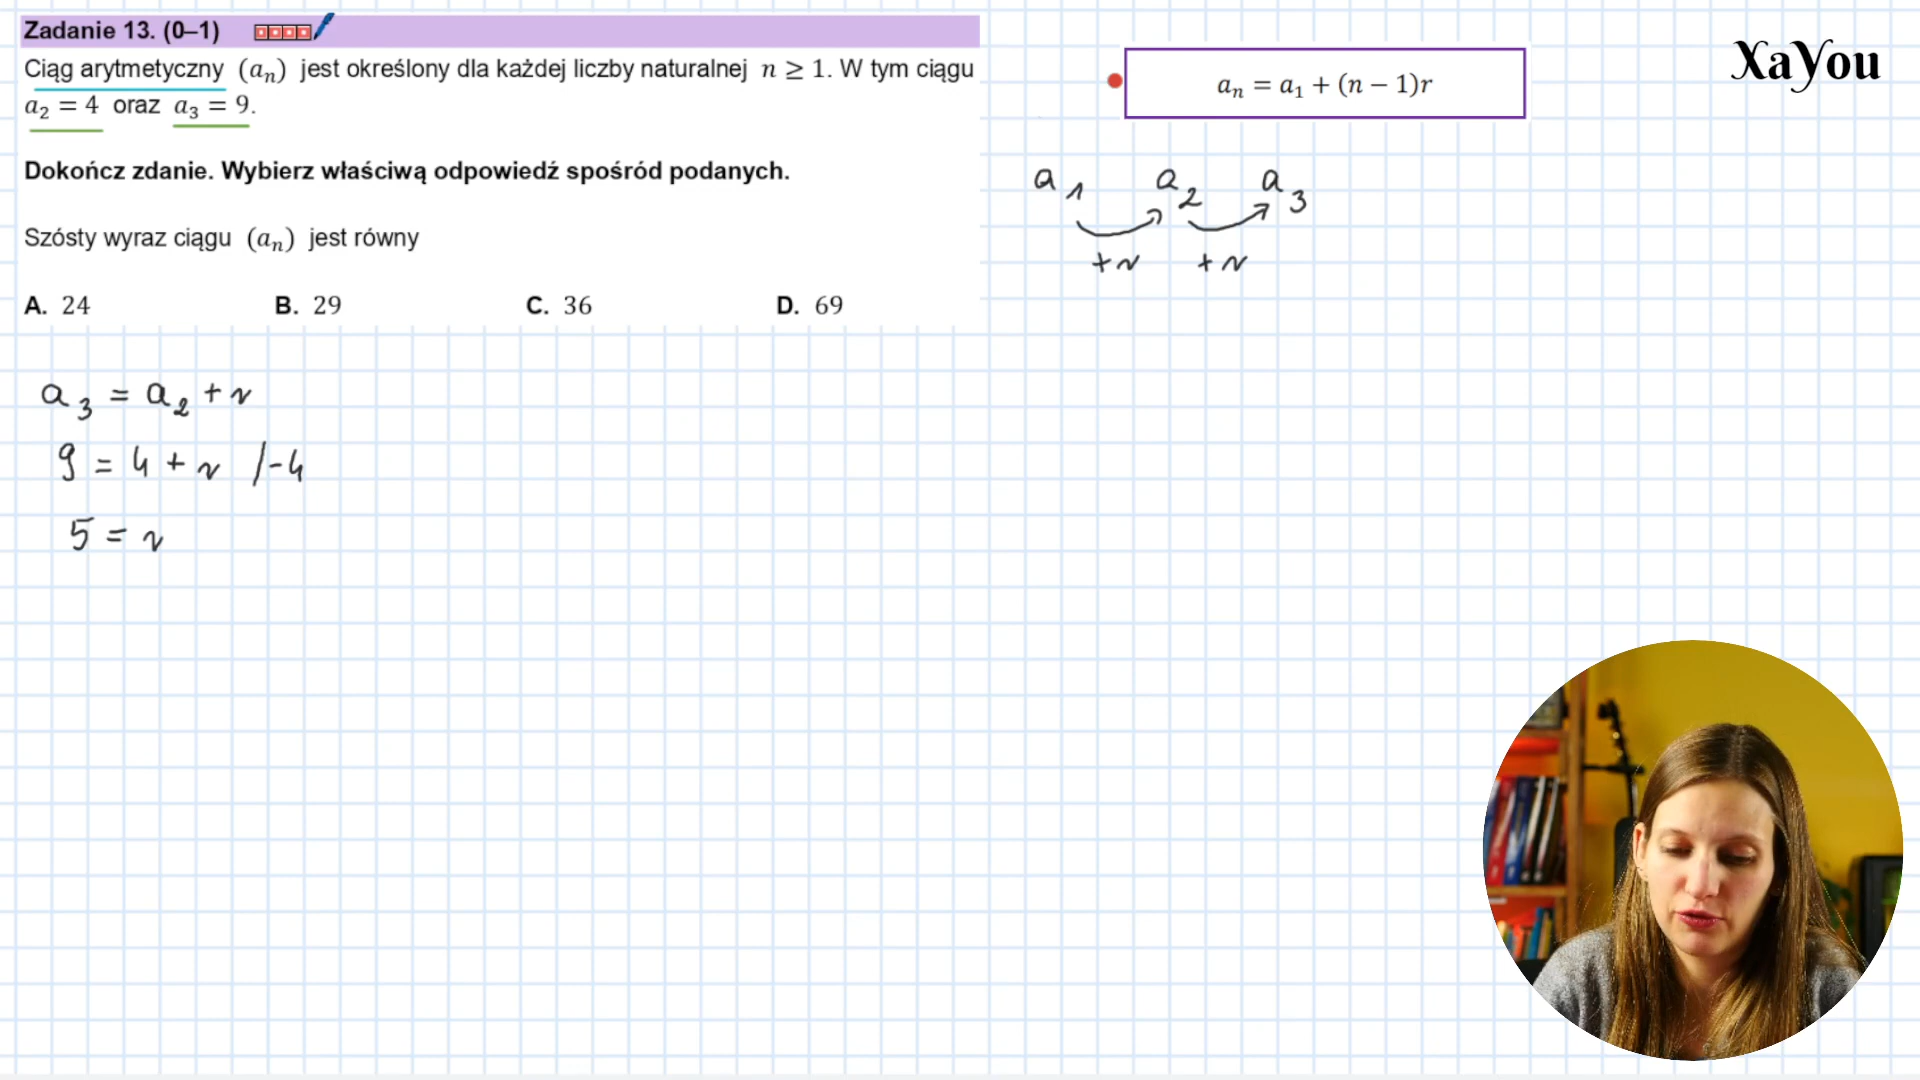 Zadanie 13. (0–1)
Ciąg arytmetyczny (aₙ) jest określony dla każdej liczby naturalnej n ≥ 1. W tym ciągu
a₂ = 4 oraz a₃ = 9.
Dokończ zdanie. Wybierz właściwą odpowiedź spośród podanych.
Szósty wyraz ciągu (aₙ) jest równy
A. 24 B. 29 C. 36 D. 69
a₃ = a₂ + r
9 = 4 + r /-4
5 = r
aₙ = a₁ + (n − 1)r
a₁ a₂ a₃
+r +r
XaYou